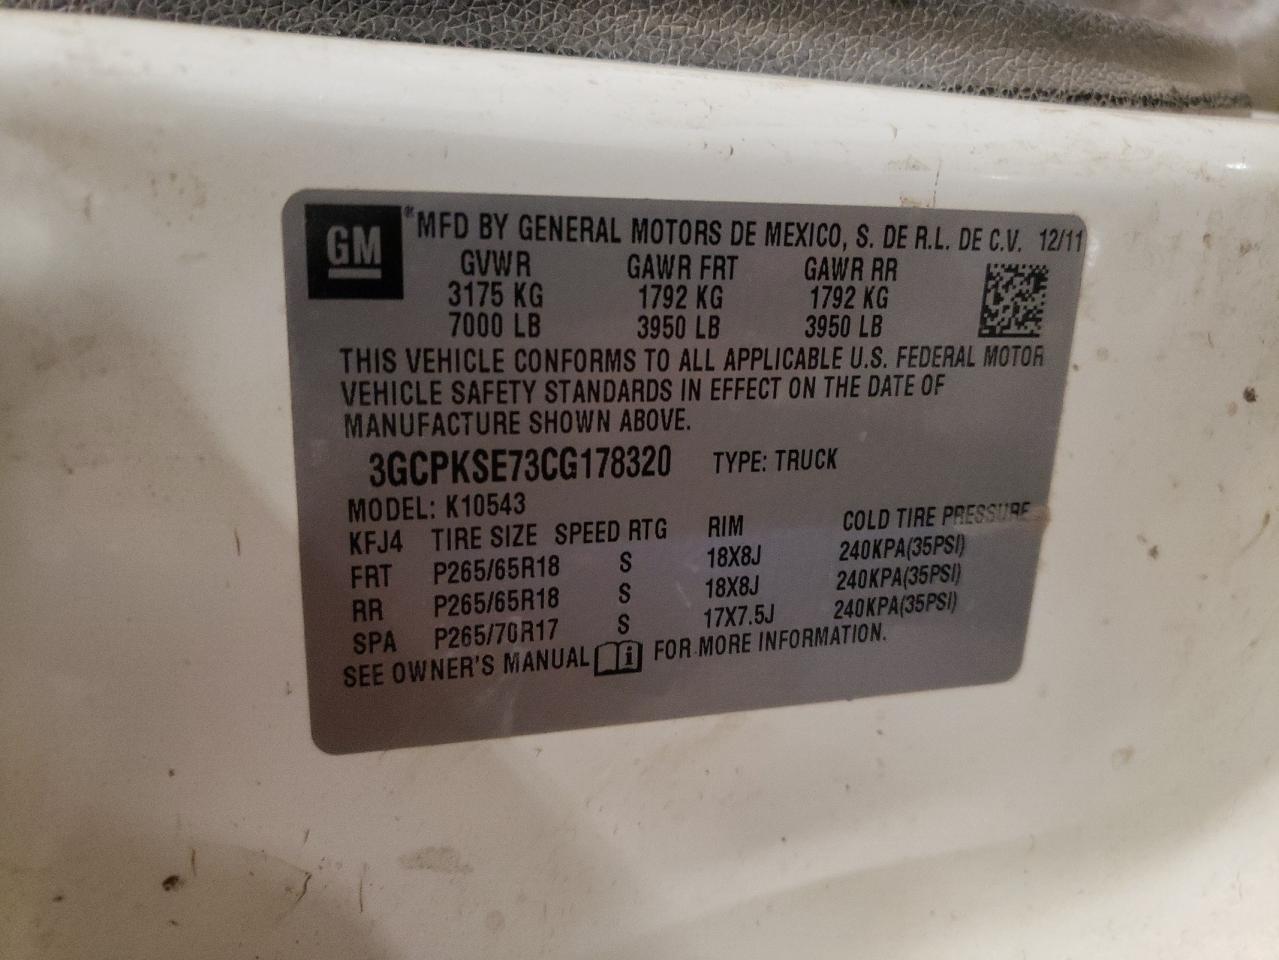 GM ® MFD BY GENERAL MOTORS DE MEXICO, S. DE R.L. DE C.V. 12/11
GVWR GAWR FRT GAWR RR
3175 KG 1792 KG 1792 KG
7000 LB 3950 LB 3950 LB
THIS VEHICLE CONFORMS TO ALL APPLICABLE U.S. FEDERAL MOTOR
VEHICLE SAFETY STANDARDS IN EFFECT ON THE DATE OF
MANUFACTURE SHOWN ABOVE.
3GCPKSE73CG178320 TYPE: TRUCK
MODEL: K10543
KFJ4 TIRE SIZE SPEED RTG RIM COLD TIRE PRESSURE
FRT P265/65R18 S 18X8J 240KPA(35PSI)
RR P265/65R18 S 18X8J 240KPA(35PSI)
SPA P265/70R17 S 17X7.5J 240KPA(35PSI)
SEE OWNER'S MANUAL i FOR MORE INFORMATION.